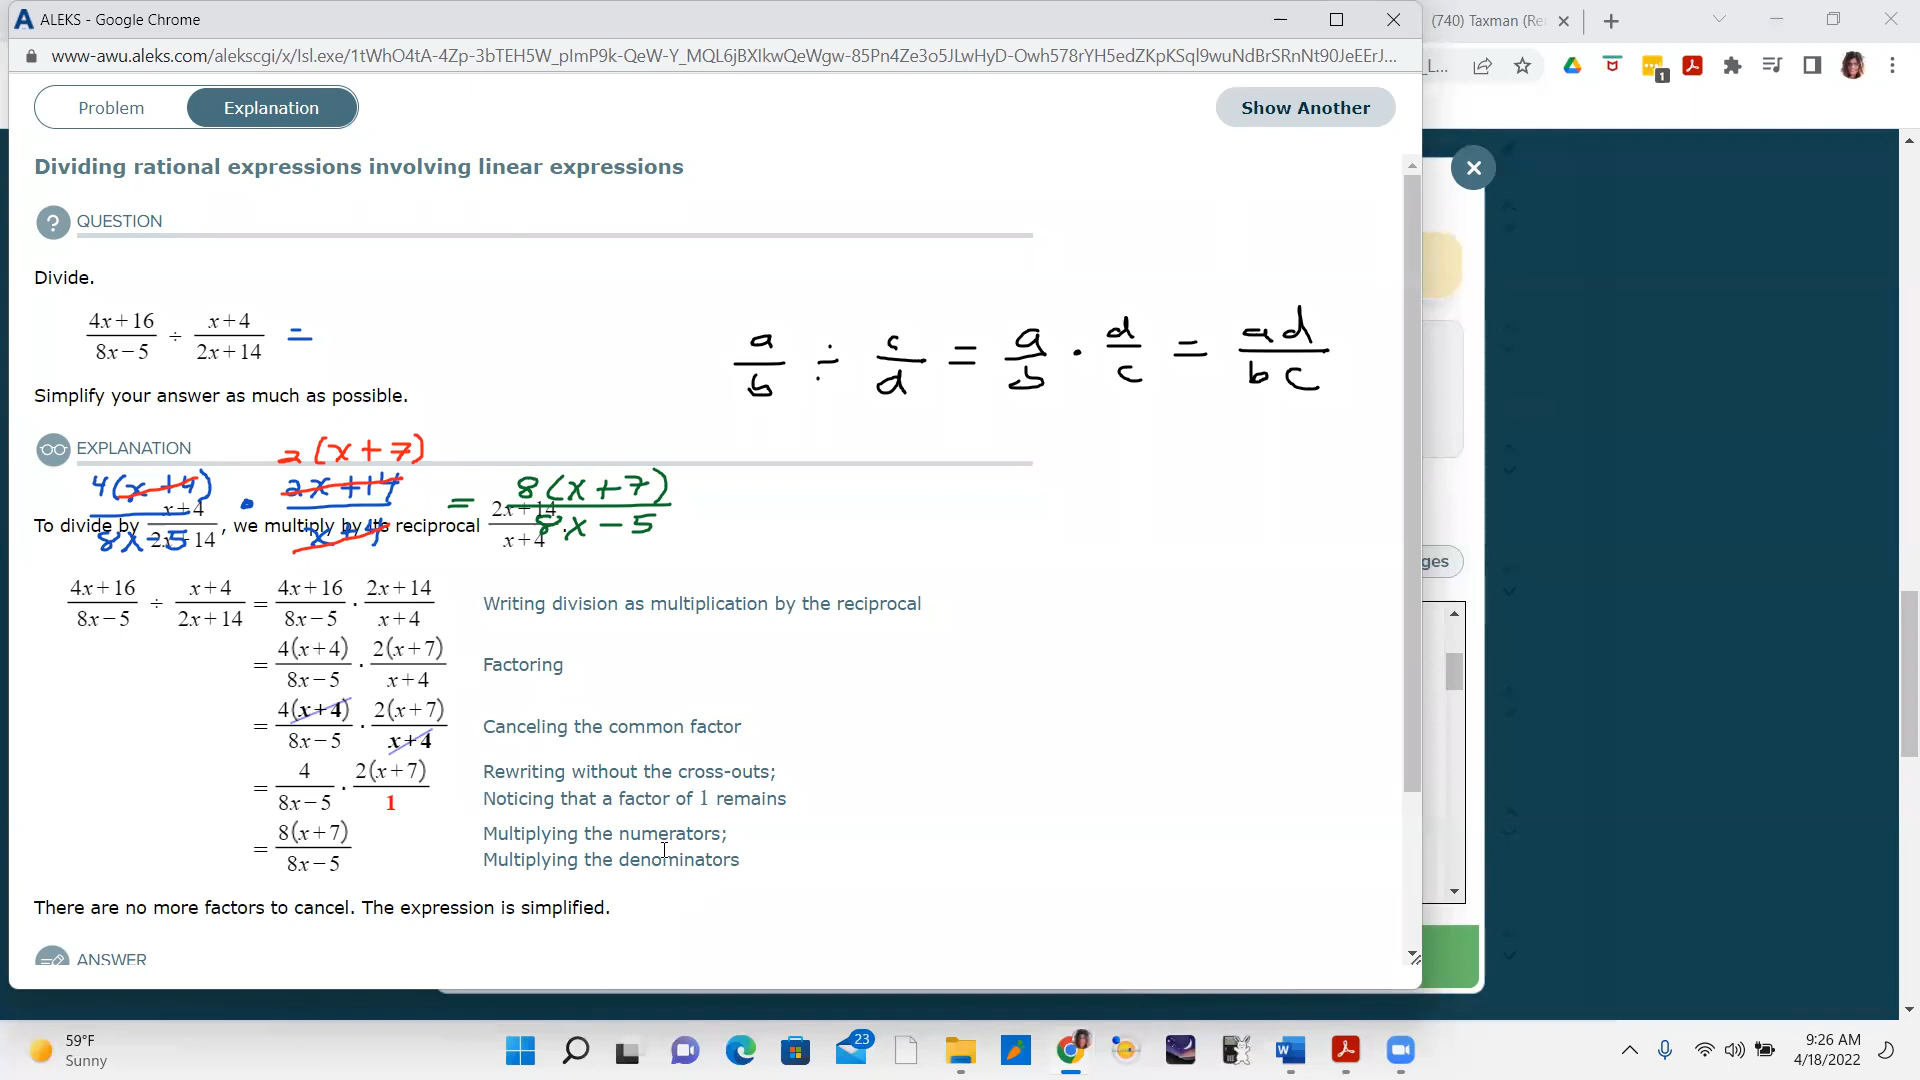 ALEKS - Google Chrome
(740) Taxman (Re
www-awu.aleks.com/alekscgi/x/Isl.exe/1tWhO4tA-4Zp-3bTEH5W_pImP9k-QeW-Y_MQL6jBXIkwQeWgw-85Pn4Ze3o5JLwHyD-Owh578rYH5edZKpKSql9wuNdBrSRnNt90JeEErJ...
L...
1
Problem
Explanation
Show Another
Dividing rational expressions involving linear expressions
? QUESTION
Divide.
4x+16 / 8x−5 ÷ x+4 / 2x+14 =
a/b ÷ c/d = a/b · d/c = ad/bc
Simplify your answer as much as possible.
EXPLANATION
2(x+7)
4(x+4) / 8x−5 · 2x+14 / x+4 = 8(x+7) / 8x−5
To divide by x+4 / 2x+14, we multiply by its reciprocal 2x+14 / x+4.
ges
4x+16 / 8x−5 ÷ x+4 / 2x+14 = 4x+16 / 8x−5 · 2x+14 / x+4 Writing division as multiplication by the reciprocal
= 4(x+4) / 8x−5 · 2(x+7) / x+4 Factoring
= 4(x+4) / 8x−5 · 2(x+7) / x+4 Canceling the common factor
= 4 / 8x−5 · 2(x+7) / 1 Rewriting without the cross-outs;
Noticing that a factor of 1 remains
= 8(x+7) / 8x−5 Multiplying the numerators;
Multiplying the denominators
There are no more factors to cancel. The expression is simplified.
ANSWER
59°F
Sunny
23
9:26 AM
4/18/2022